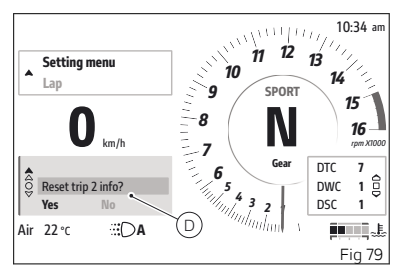 10:34 am
Setting menu
Lap
0 km/h
Reset trip 2 info?
Yes No
D
Air 22 °C
A
SPORT
N
Gear
2
3
4
5
6
7
8
9
10
11
12
13
14
15
16
rpm X1000
DTC 7
DWC 1
DSC 1
Fig 79